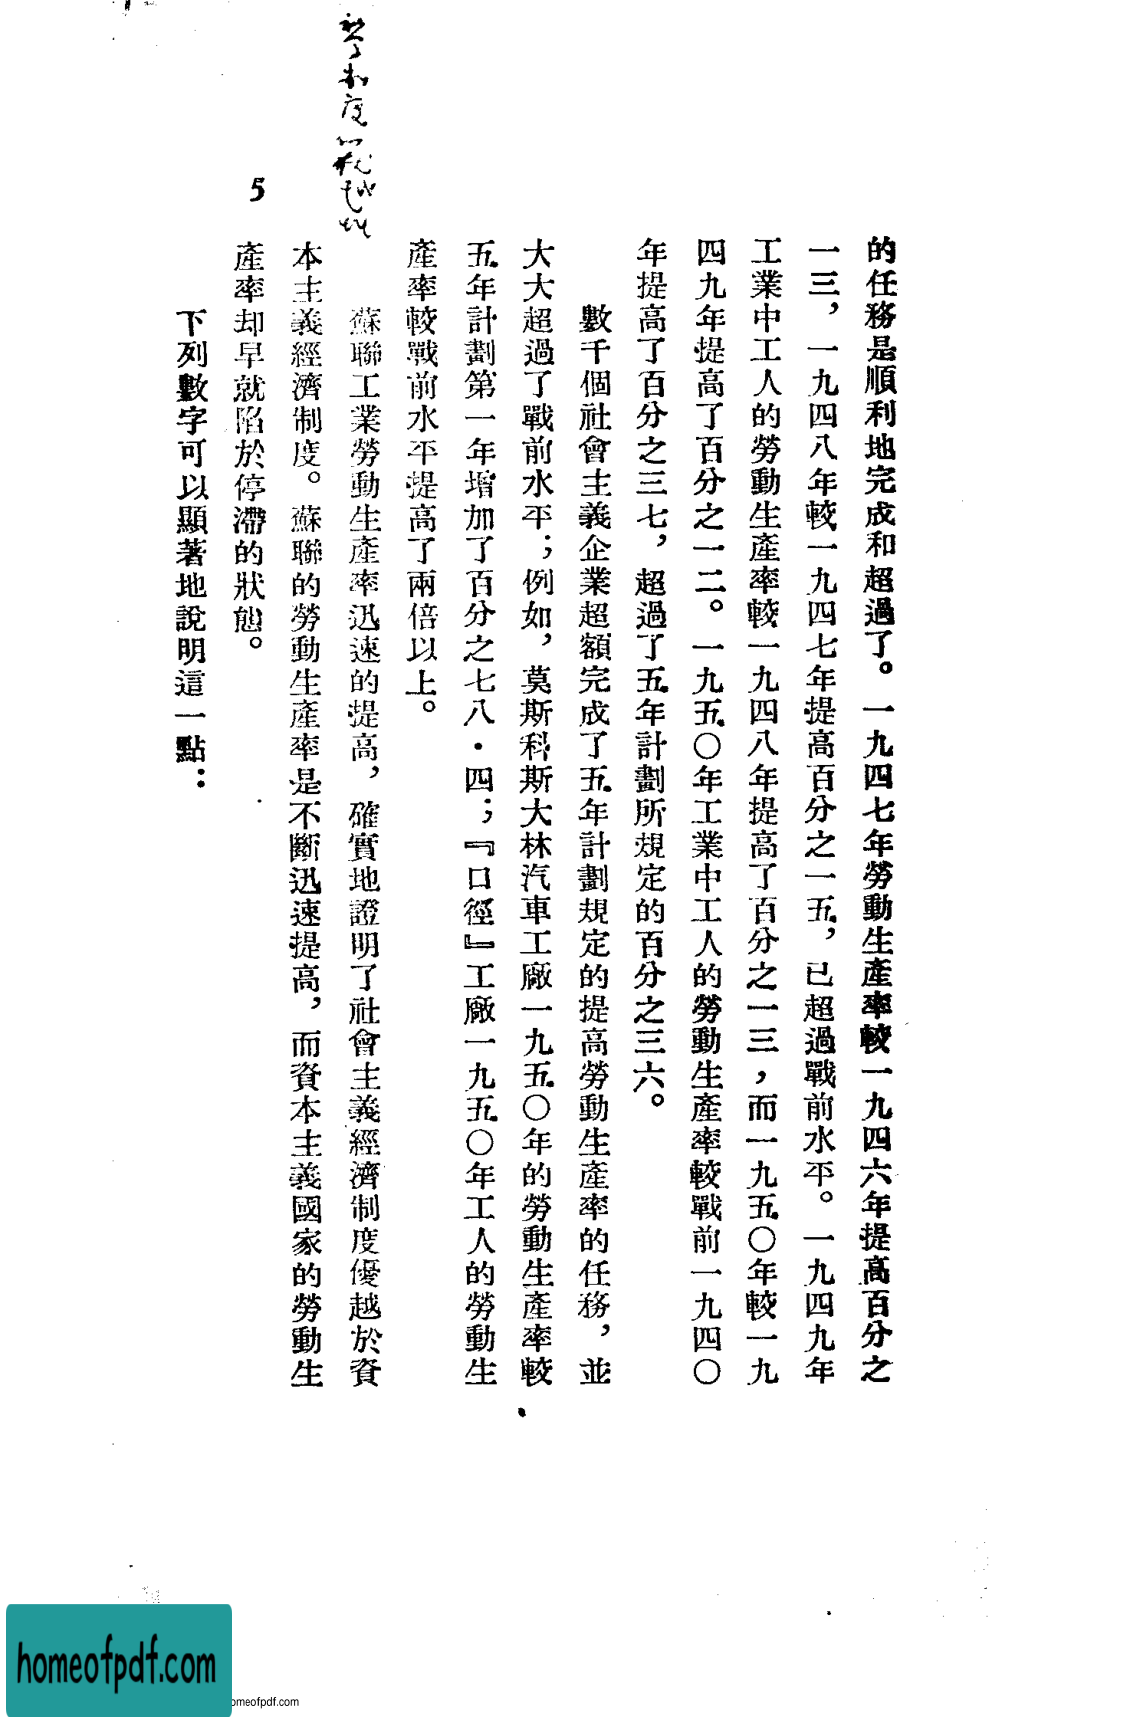 的任務是順利地完成和超過了。一九四七年勞動生產率較一九四六年提高百分之
一三，一九四八年較一九四七年提高百分之一五，已超過戰前水平。一九四九年
工業中工人的勞動生產率較一九四八年提高了百分之一三，而一九五〇年較一九
四九年提高了百分之一二。一九五〇年工業中工人的勞動生產率較戰前一九四〇
年提高了百分之三七，超過了五年計劃所規定的百分之三六。
數千個社會主義企業超額完成了五年計劃規定的提高勞動生產率的任務，並
大大超過了戰前水平；例如，莫斯科斯大林汽車工廠一九五〇年的勞動生產率較
五年計劃第一年增加了百分之七八·四；『口徑』工廠一九五〇年工人的勞動生
產率較戰前水平提高了兩倍以上。
蘇聯工業勞動生產率迅速的提高，確實地證明了社會主義經濟制度優越於資
本主義經濟制度。蘇聯的勞動生產率是不斷迅速提高，而資本主義國家的勞動生
產率却早就陷於停滯的狀態。
下列數字可以顯著地說明這一點：
5
homeofpdf.com
omeofpdf.com